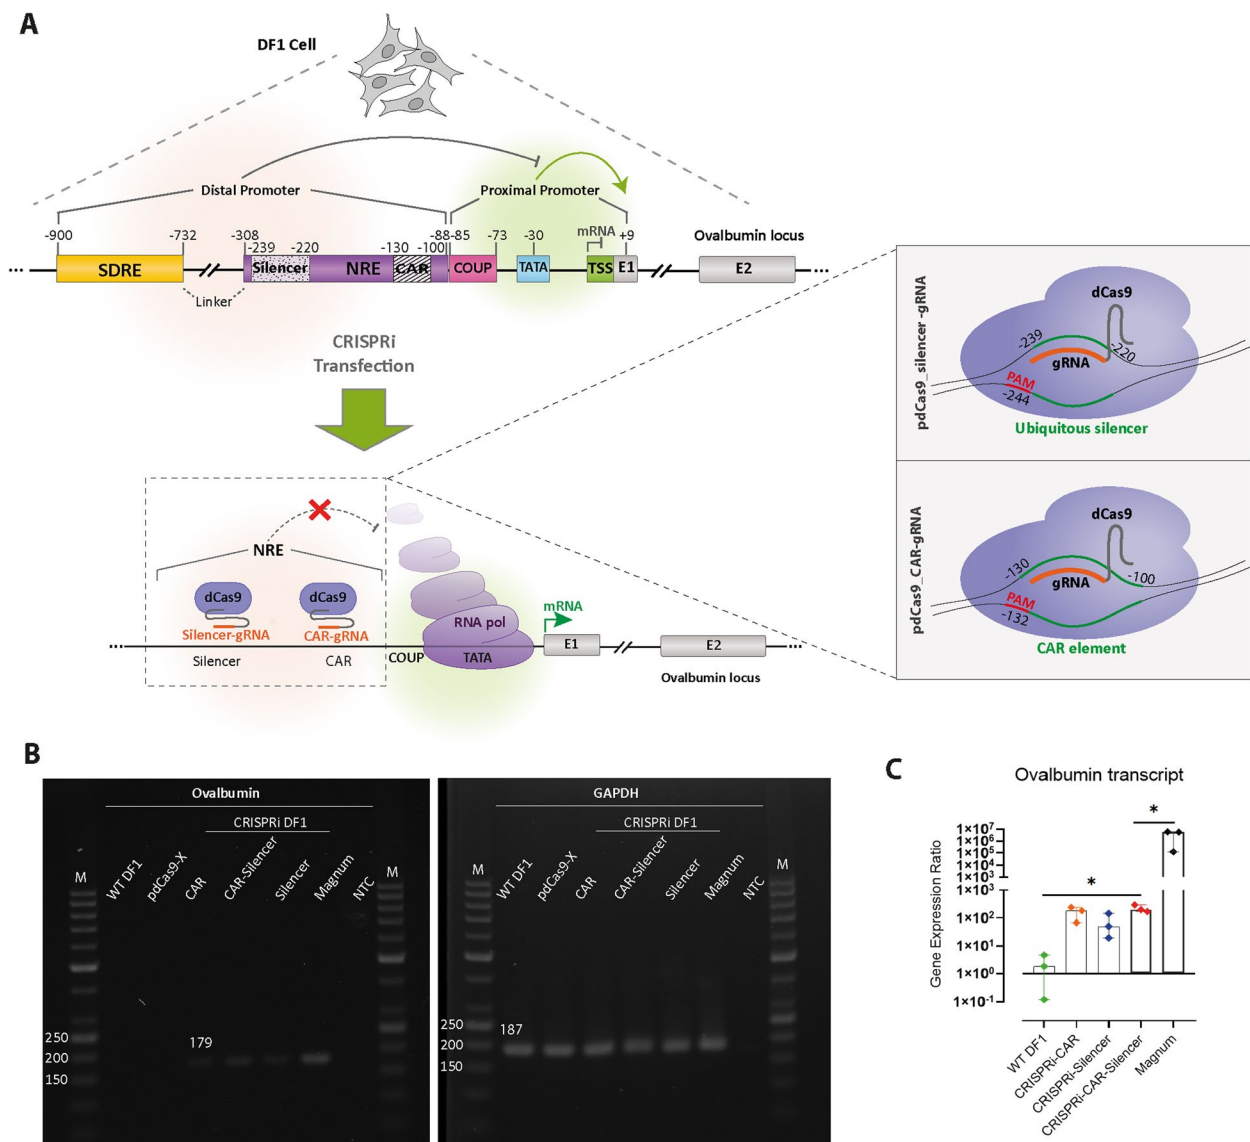 A
DF1 Cell
Distal Promoter
Proximal Promoter
-900
-732
-308
-239
-220
-130
-100
-88
-85
-73
-30
mRNA
+9
Ovalbumin locus
SDRE
Silencer
NRE
CAR
COUP
TATA
TSS
E1
E2
Linker
CRISPRi
Transfection
NRE
dCas9
dCas9
Silencer-gRNA
CAR-gRNA
Silencer
CAR
COUP
RNA pol
TATA
mRNA
E1
E2
Ovalbumin locus
pdCas9_silencer -gRNA
dCas9
-239
-220
gRNA
PAM
-244
Ubiquitous silencer
pdCas9_CAR-gRNA
dCas9
-130
-100
gRNA
PAM
-132
CAR element
B
Ovalbumin
CRISPRi DF1
M
WT DF1
pdCas9-X
CAR
CAR-Silencer
Silencer
Magnum
NTC
M
250
200
150
179
GAPDH
CRISPRi DF1
M
WT DF1
pdCas9-X
CAR
CAR-Silencer
Silencer
Magnum
NTC
M
250
200
150
187
C
Ovalbumin transcript
Gene Expression Ratio
1×10⁷
1×10⁶
1×10⁵
1×10⁴
1×10³
1×10²
1×10¹
1×10⁰
1×10⁻¹
*
*
WT DF1
CRISPRi-CAR
CRISPRi-Silencer
CRISPRi-CAR-Silencer
Magnum